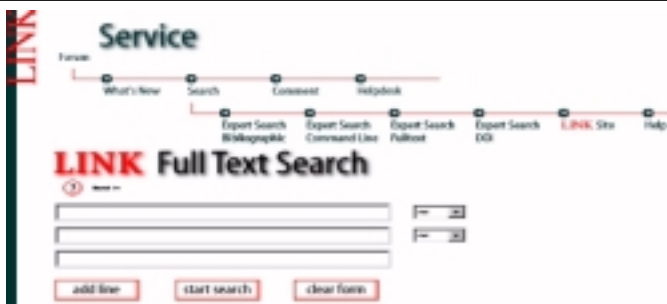 LINK
Service
Forum
What's New Search Comment Helpdesk
Expert Search Bibliographic Expert Search Command Line Expert Search Fulltext Expert Search DOI LINK Site Help
LINK Full Text Search
?
add line start search clear form